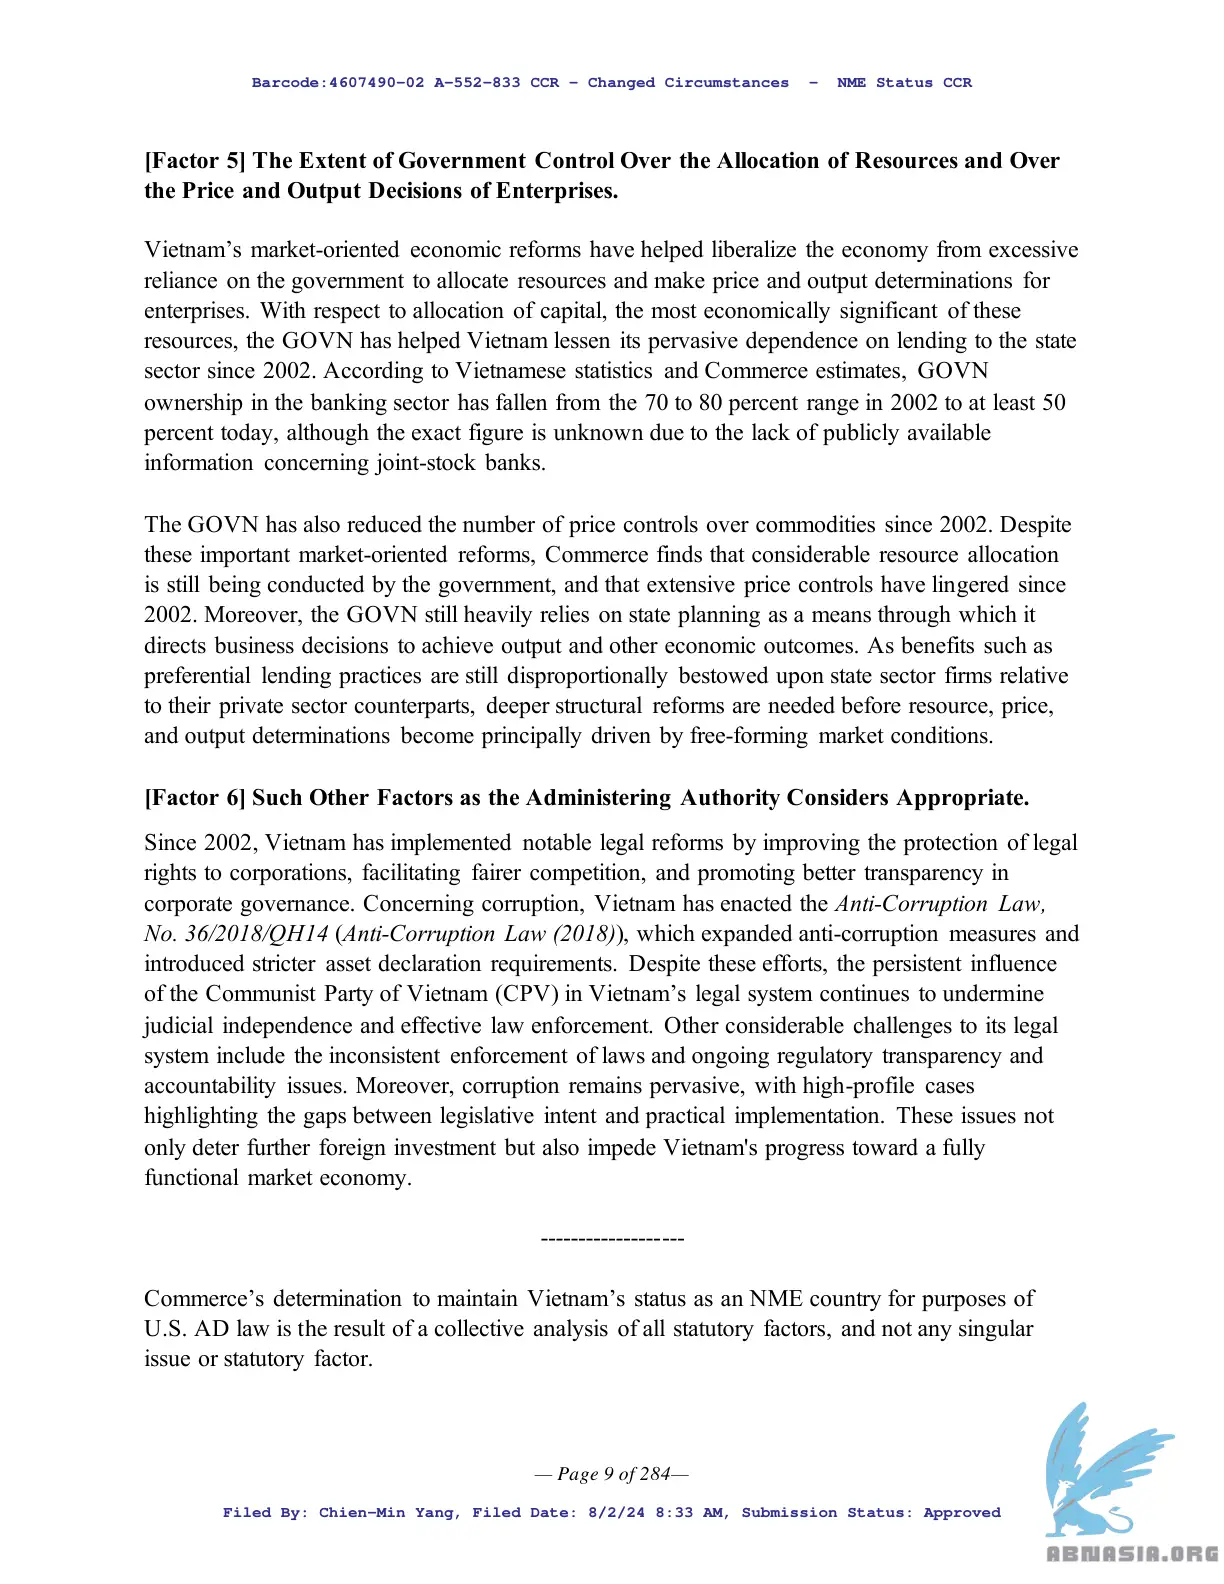 Barcode:4607490-02 A-552-833 CCR - Changed Circumstances - NME Status CCR
[Factor 5] The Extent of Government Control Over the Allocation of Resources and Over
the Price and Output Decisions of Enterprises.
Vietnam’s market-oriented economic reforms have helped liberalize the economy from excessive
reliance on the government to allocate resources and make price and output determinations for
enterprises. With respect to allocation of capital, the most economically significant of these
resources, the GOVN has helped Vietnam lessen its pervasive dependence on lending to the state
sector since 2002. According to Vietnamese statistics and Commerce estimates, GOVN
ownership in the banking sector has fallen from the 70 to 80 percent range in 2002 to at least 50
percent today, although the exact figure is unknown due to the lack of publicly available
information concerning joint-stock banks.
The GOVN has also reduced the number of price controls over commodities since 2002. Despite
these important market-oriented reforms, Commerce finds that considerable resource allocation
is still being conducted by the government, and that extensive price controls have lingered since
2002. Moreover, the GOVN still heavily relies on state planning as a means through which it
directs business decisions to achieve output and other economic outcomes. As benefits such as
preferential lending practices are still disproportionally bestowed upon state sector firms relative
to their private sector counterparts, deeper structural reforms are needed before resource, price,
and output determinations become principally driven by free-forming market conditions.
[Factor 6] Such Other Factors as the Administering Authority Considers Appropriate.
Since 2002, Vietnam has implemented notable legal reforms by improving the protection of legal
rights to corporations, facilitating fairer competition, and promoting better transparency in
corporate governance. Concerning corruption, Vietnam has enacted the Anti-Corruption Law,
No. 36/2018/QH14 (Anti-Corruption Law (2018)), which expanded anti-corruption measures and
introduced stricter asset declaration requirements. Despite these efforts, the persistent influence
of the Communist Party of Vietnam (CPV) in Vietnam’s legal system continues to undermine
judicial independence and effective law enforcement. Other considerable challenges to its legal
system include the inconsistent enforcement of laws and ongoing regulatory transparency and
accountability issues. Moreover, corruption remains pervasive, with high-profile cases
highlighting the gaps between legislative intent and practical implementation. These issues not
only deter further foreign investment but also impede Vietnam's progress toward a fully
functional market economy.
-------------------
Commerce’s determination to maintain Vietnam’s status as an NME country for purposes of
U.S. AD law is the result of a collective analysis of all statutory factors, and not any singular
issue or statutory factor.
— Page 9 of 284—
Filed By: Chien-Min Yang, Filed Date: 8/2/24 8:33 AM, Submission Status: Approved
ABNASIA.ORG